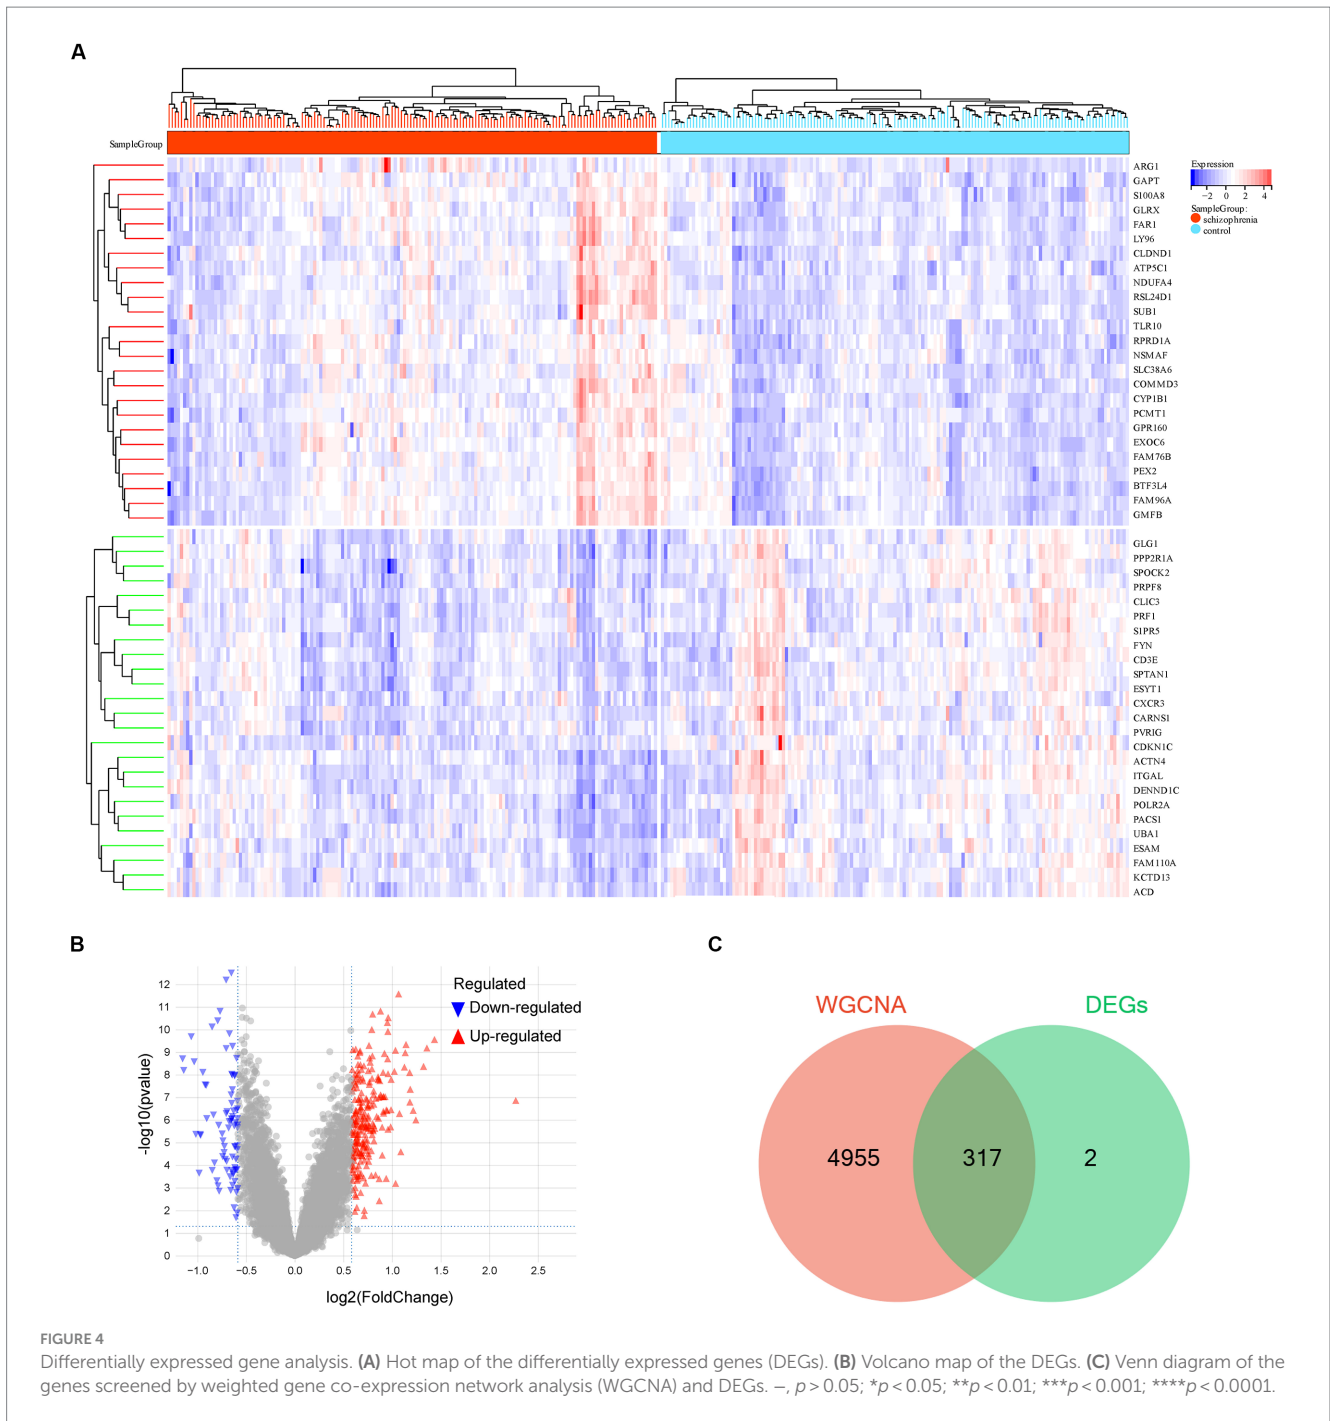 A
SampleGroup
ARG1
GAPT
S100A8
GLRX
FAR1
LY96
CLDND1
ATP5C1
NDUFA4
RSL24D1
SUB1
TLR10
RPRD1A
NSMAF
SLC38A6
COMMD3
CYP1B1
PCMT1
GPR160
EXOC6
FAM76B
PEX2
BTF3L4
FAM96A
GMFB
GLG1
PPP2R1A
SPOCK2
PRPF8
CLIC3
PRF1
S1PR5
FYN
CD3E
SPTAN1
ESYT1
CXCR3
CARNS1
PVRIG
CDKN1C
ACTN4
ITGAL
DENND1C
POLR2A
PACS1
UBA1
ESAM
FAM110A
KCTD13
ACD
Expression
−2 0 2 4
SampleGroup:
schizophrenia
control
B
12
11
10
9
8
7
6
5
4
3
2
1
0
-log10(pvalue)
−1.0 −0.5 0.0 0.5 1.0 1.5 2.0 2.5
log2(FoldChange)
Regulated
Down-regulated
Up-regulated
C
WGCNA DEGs
4955 317 2
FIGURE 4
Differentially expressed gene analysis. (A) Hot map of the differentially expressed genes (DEGs). (B) Volcano map of the DEGs. (C) Venn diagram of the
genes screened by weighted gene co-expression network analysis (WGCNA) and DEGs. –, p > 0.05; *p < 0.05; **p < 0.01; ***p < 0.001; ****p < 0.0001.